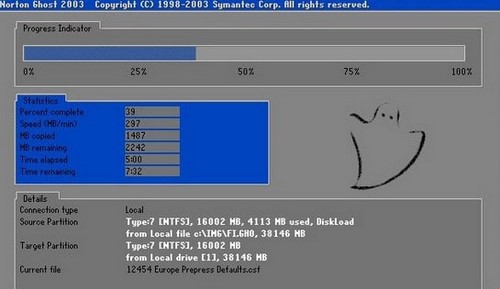 Norton Ghost 2003 Copyright (C) 1998-2003 Symantec Corp. All rights reserved.
Progress Indicator
0% 25% 50% 75% 100%
Statistics
Percent complete 39
Speed (MB/min) 297
MB copied 1487
MB remaining 2242
Time elapsed 5:00
Time remaining 7:32
Details
Connection type Local
Source Partition Type:7 [NTFS], 16002 MB, 4113 MB used, DiskLoad
from Local file c:\IMG\FI.GHO, 38146 MB
Target Partition Type:7 [NTFS], 16002 MB
from Local drive [1], 38146 MB
Current file 12454 Europe Prepress Defaults.csf